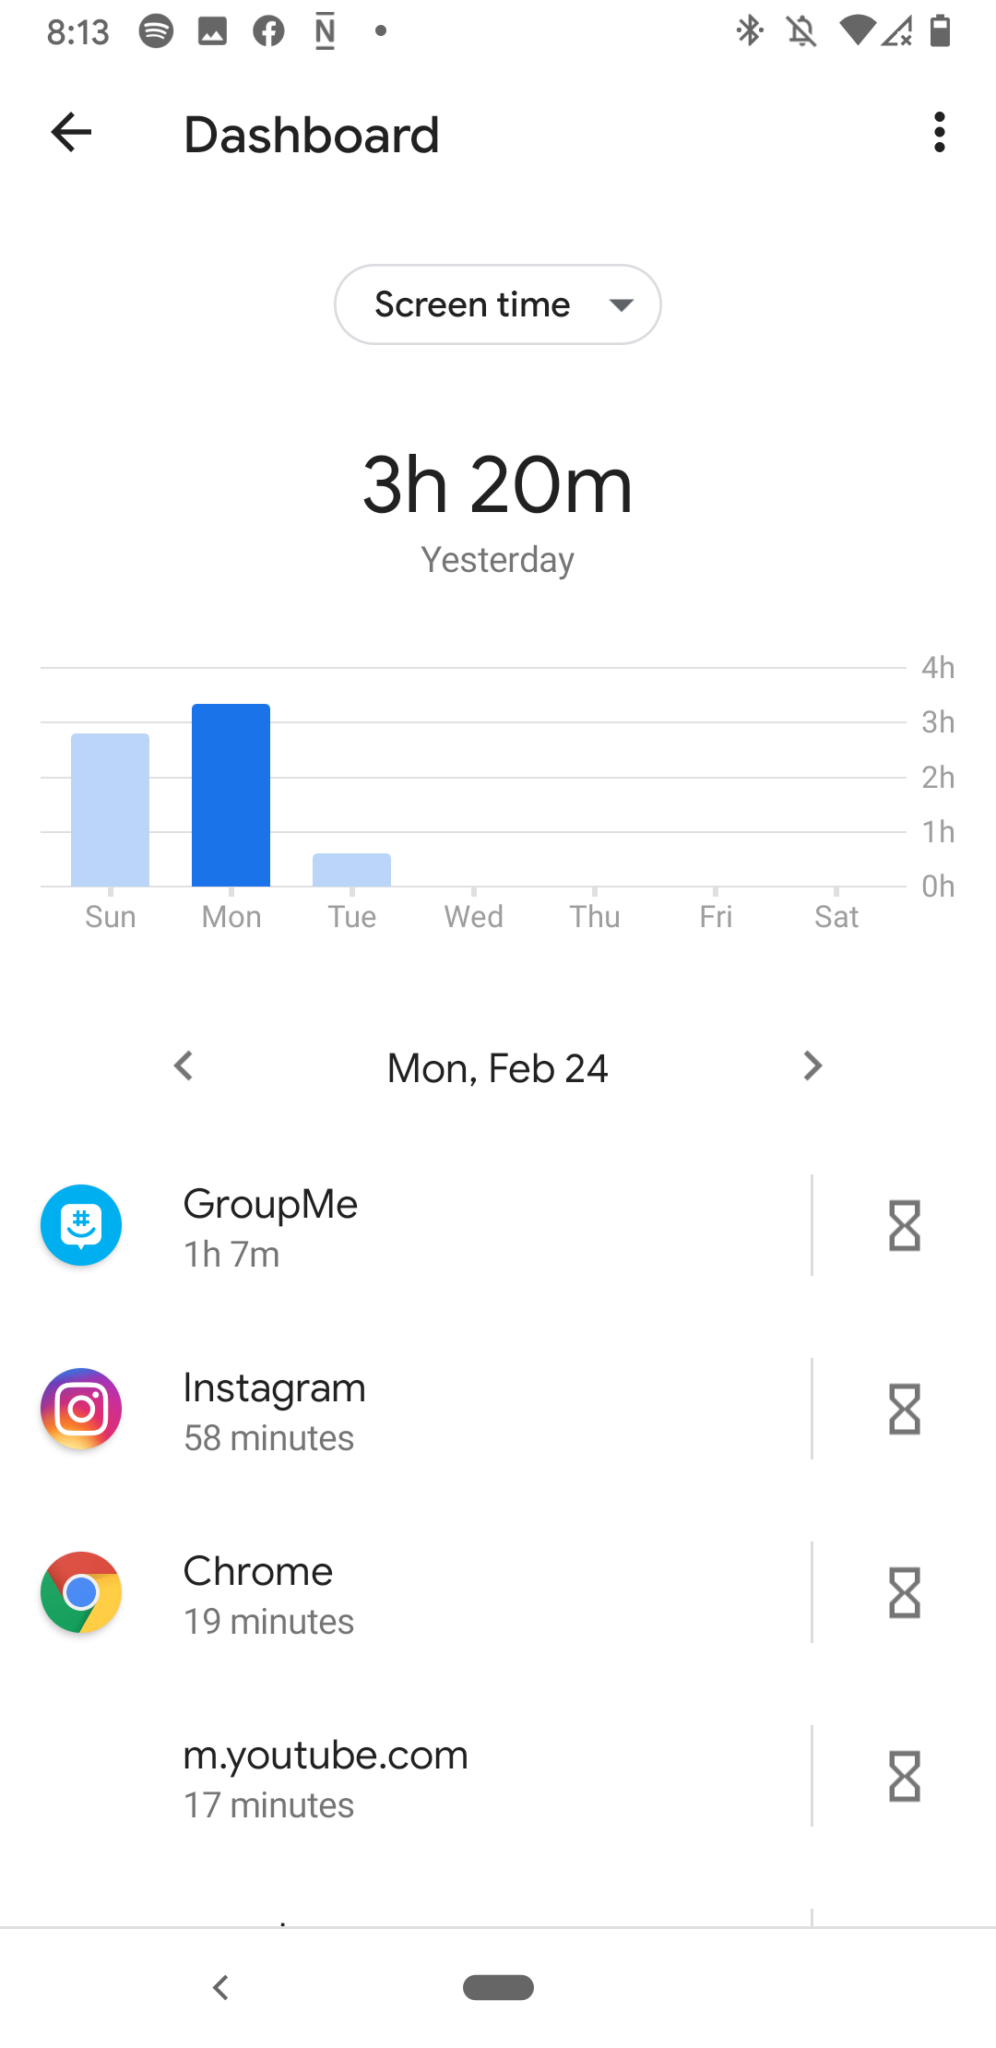 8:13
Dashboard
Screen time
3h 20m
Yesterday
4h
3h
2h
1h
0h
Sun Mon Tue Wed Thu Fri Sat
Mon, Feb 24
GroupMe
1h 7m
Instagram
58 minutes
Chrome
19 minutes
m.youtube.com
17 minutes